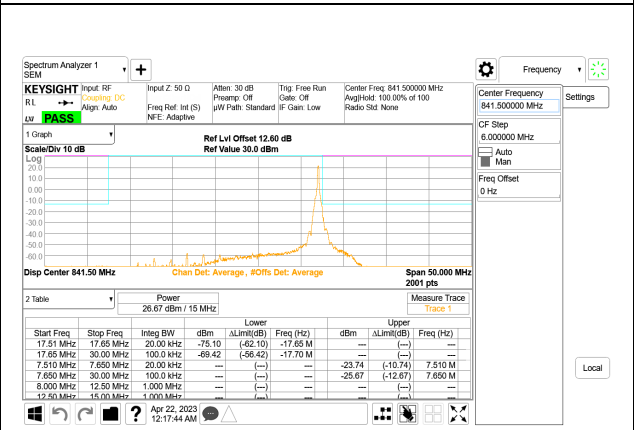 Spectrum Analyzer 1
SEM
Frequency
KEYSIGHT Input: RF Input Z: 50 Ω Atten: 30 dB Trig: Free Run Center Freq: 841.500000 MHz
RL Coupling: DC Preamp: Off Gate: Off Avg|Hold: 100.00% of 100
Align: Auto Freq Ref: Int (S) µW Path: Standard IF Gain: Low Radio Std: None
LXI PASS NFE: Adaptive
Center Frequency
841.500000 MHz
Settings
CF Step
6.000000 MHz
Auto
Man
Freq Offset
0 Hz
1 Graph Ref Lvl Offset 12.60 dB
Scale/Div 10 dB Ref Value 30.0 dBm
Log
20.0
10.0
0.00
-10.0
-20.0
-30.0
-40.0
-50.0
-60.0
Disp Center 841.50 MHz Chan Det: Average, #Offs Det: Average Span 50.000 MHz
2001 pts
2 Table Power Measure Trace
26.67 dBm / 15 MHz Trace 1
Lower Upper
Start Freq Stop Freq Integ BW dBm ΔLimit(dB) Freq (Hz) dBm ΔLimit(dB) Freq (Hz)
17.51 MHz 17.65 MHz 20.00 kHz -75.10 (-62.10) -17.65 M --- (---) ---
17.65 MHz 30.00 MHz 100.0 kHz -69.42 (-56.42) -17.70 M --- (---) ---
7.510 MHz 7.650 MHz 20.00 kHz --- (---) --- -23.74 (-10.74) 7.510 M
7.650 MHz 30.00 MHz 100.0 kHz --- (---) --- -25.67 (-12.67) 7.650 M
8.000 MHz 12.50 MHz 1.000 MHz --- (---) --- --- (---) ---
12.50 MHz 15.00 MHz 1.000 MHz --- (---) --- --- (---) ---
Local
? Apr 22, 2023
12:17:44 AM